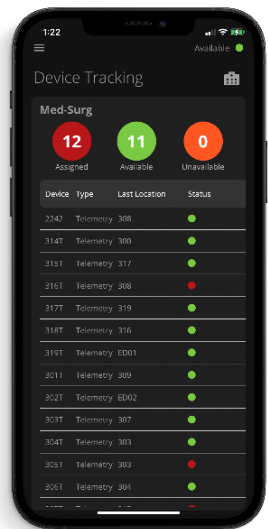 1:22
Available
Device Tracking
Med-Surg
12 11 0
Assigned Available Unavailable
Device Type Last Location Status
2242 Telemetry 308
314T Telemetry 300
315T Telemetry 317
316T Telemetry 308
317T Telemetry 319
318T Telemetry 316
319T Telemetry ED01
301T Telemetry 309
302T Telemetry ED02
303T Telemetry 307
304T Telemetry 303
305T Telemetry 303
306T Telemetry 304